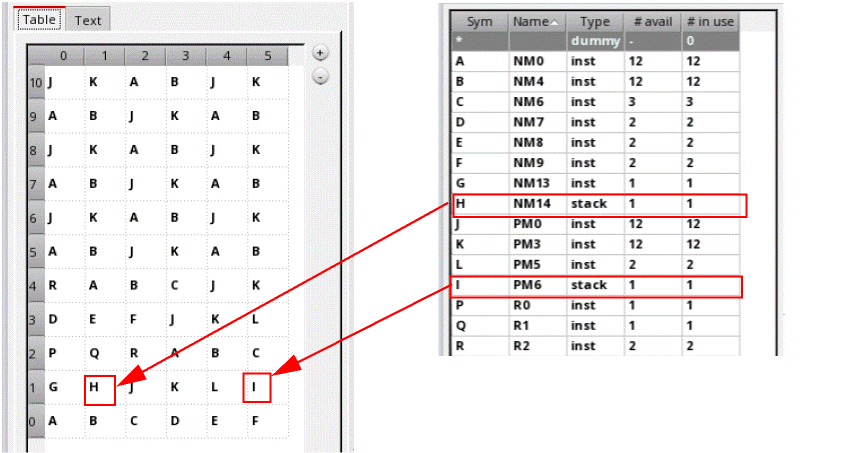 Table Text
+
-
0 1 2 3 4 5
10 J K A B J K
9 A B J K A B
8 J K A B J K
7 A B J K A B
6 J K A B J K
5 A B J K A B
4 R A B C J K
3 D E F J K L
2 P Q R A B C
1 G H J K L I
0 A B C D E F
Sym Name Type # avail # in use
* dummy - 0
A NM0 inst 12 12
B NM4 inst 12 12
C NM6 inst 3 3
D NM7 inst 2 2
E NM8 inst 2 2
F NM9 inst 2 2
G NM13 inst 1 1
H NM14 stack 1 1
J PM0 inst 12 12
K PM3 inst 12 12
L PM5 inst 2 2
I PM6 stack 1 1
P R0 inst 1 1
Q R1 inst 1 1
R R2 inst 2 2